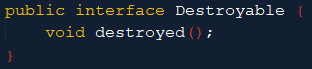 public interface Destroyable {
    void destroyed();
}